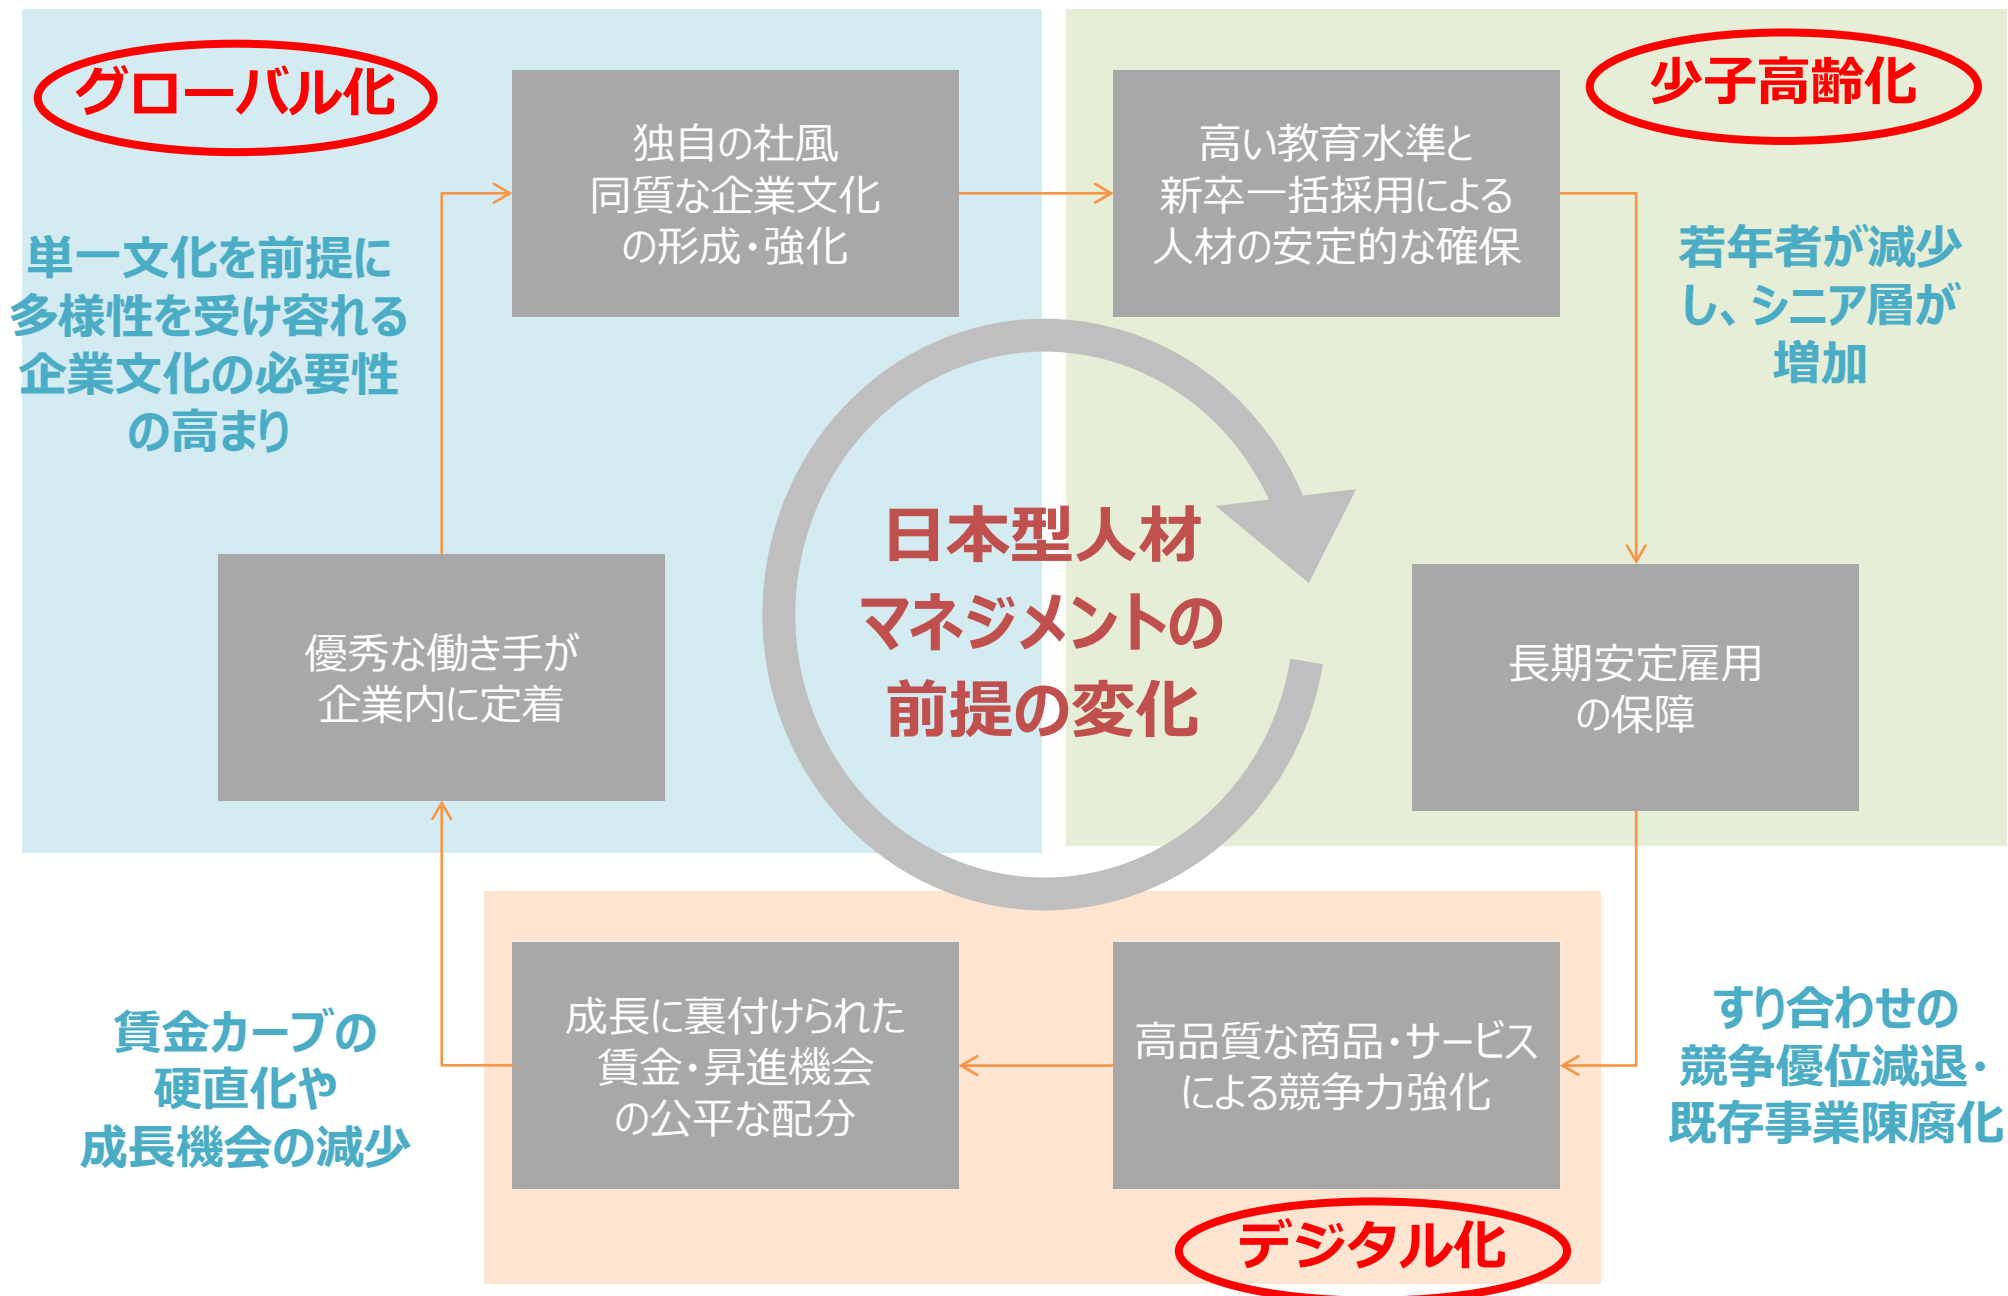 グローバル化
単一文化を前提に
多様性を受け容れる
企業文化の必要性
の高まり
独自の社風
同質な企業文化
の形成・強化
高い教育水準と
新卒一括採用による
人材の安定的な確保
少子高齢化
若年者が減少
し、シニア層が
増加
日本型人材
マネジメントの
前提の変化
優秀な働き手が
企業内に定着
長期安定雇用
の保障
賃金カーブの
硬直化や
成長機会の減少
成長に裏付けられた
賃金・昇進機会
の公平な配分
高品質な商品・サービス
による競争力強化
すり合わせの
競争優位減退・
既存事業陳腐化
デジタル化